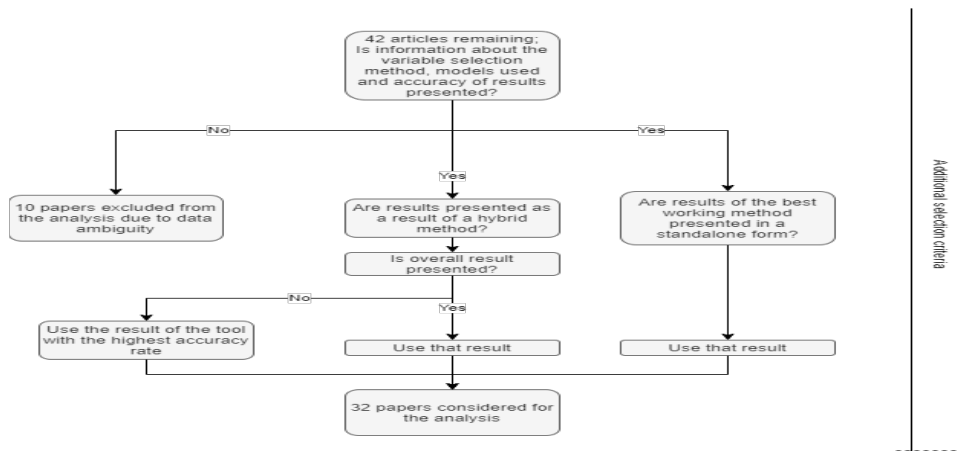 42 articles remaining;
Is information about the
variable selection
method, models used
and accuracy of results
presented?
No
Yes
Yes
10 papers excluded from
the analysis due to data
ambiguity
Are results presented as
a result of a hybrid
method?
Are results of the best
working method
presented in a
standalone form?
Is overall result
presented?
No
Yes
Use the result of the tool
with the highest accuracy
rate
Use that result
Use that result
32 papers considered for
the analysis
Additional selection criteria